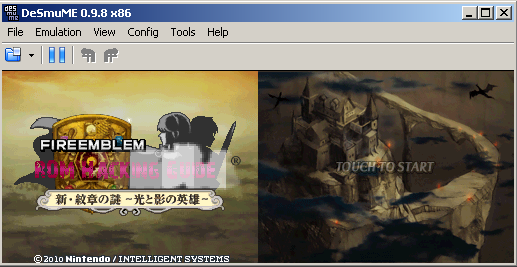 DeSmuME 0.9.8 x86
File Emulation View Config Tools Help
FIREEMBLEM
ROM HACKING GUIDE ®
TOUCH TO START
新・紋章の謎 ～光と影の英雄～
©2010 Nintendo / INTELLIGENT SYSTEMS